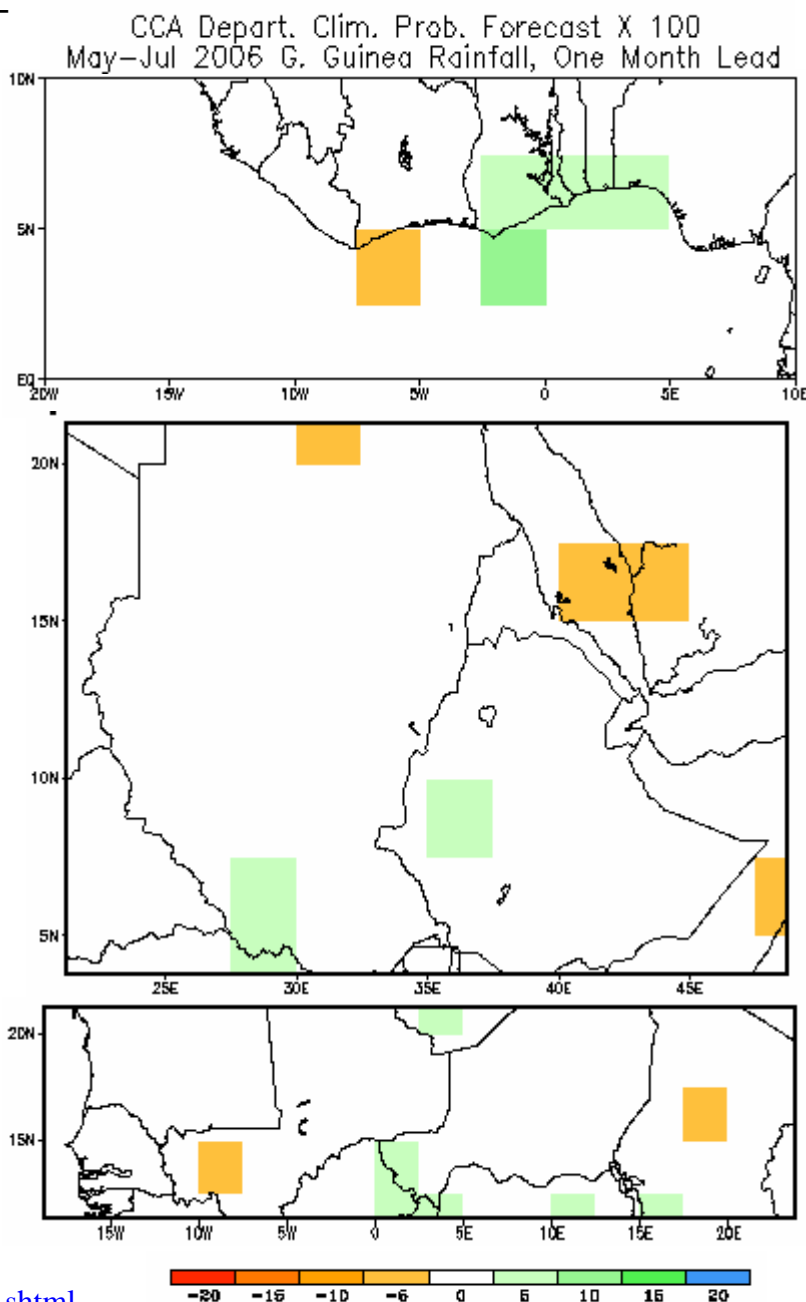 CCA Depart. Clim. Prob. Forecast X 100
May-Jul 2006 G. Guinea Rainfall, One Month Lead
10N
5N
EQ
20W 15W 10W 5W 0 5E 10E
20N
15N
10N
5N
25E 30E 35E 40E 45E
20N
15N
15W 10W 5W 0 5E 10E 15E 20E
shtml
-20 -15 -10 -5 0 5 10 15 20